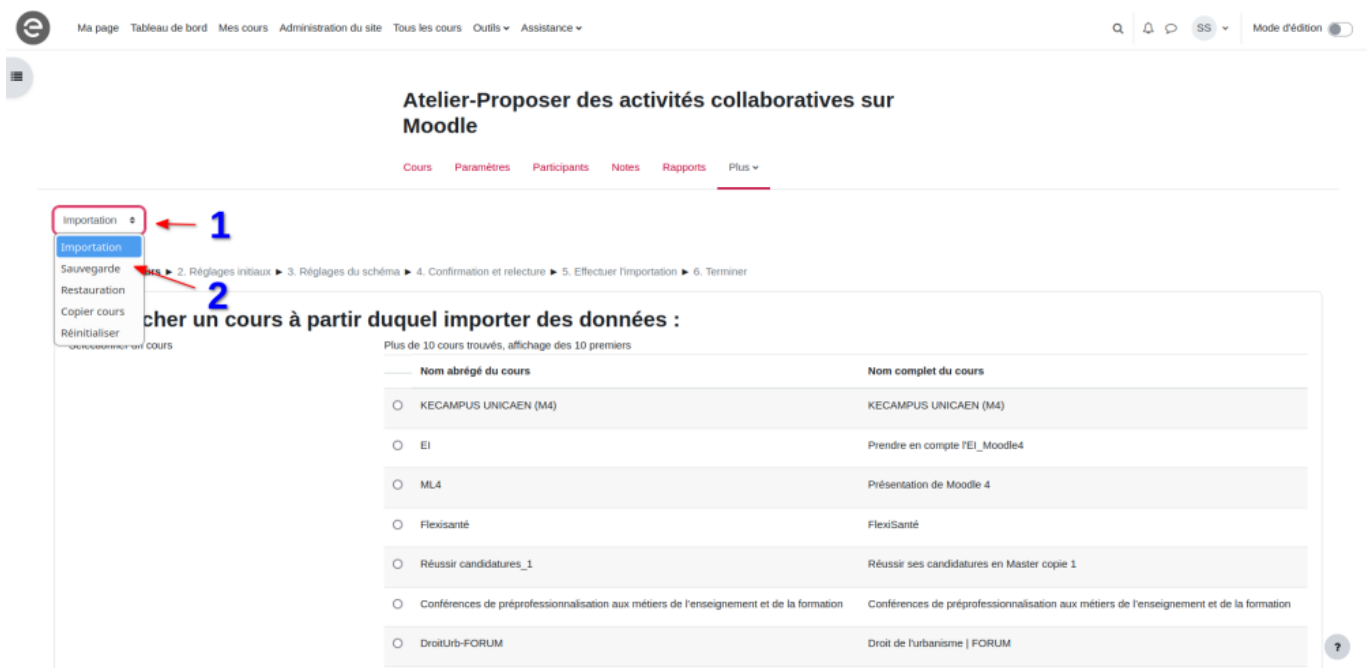 e
Ma page Tableau de bord Mes cours Administration du site Tous les cours Outils Assistance SS Mode d'édition
Atelier-Proposer des activités collaboratives sur
Moodle
Cours Paramètres Participants Notes Rapports Plus
Importation 1
Importation
Sauvegarde
2. Réglages initiaux ► 3. Réglages du schéma ► 4. Confirmation et relecture ► 5. Effectuer l'importation ► 6. Terminer
Restauration 2
Copier cours
cher un cours à partir duquel importer des données :
Réinitialiser
Sélectionner un cours Plus de 10 cours trouvés, affichage des 10 premiers
Nom abrégé du cours Nom complet du cours
KECAMPUS UNICAEN (M4) KECAMPUS UNICAEN (M4)
EI Prendre en compte l'EI_Moodle4
ML4 Présentation de Moodle 4
Flexisanté FlexiSanté
Réussir candidatures_1 Réussir ses candidatures en Master copie 1
Conférences de préprofessionnalisation aux métiers de l'enseignement et de la formation Conférences de préprofessionnalisation aux métiers de l'enseignement et de la formation
DroitUrb-FORUM Droit de l'urbanisme | FORUM
?